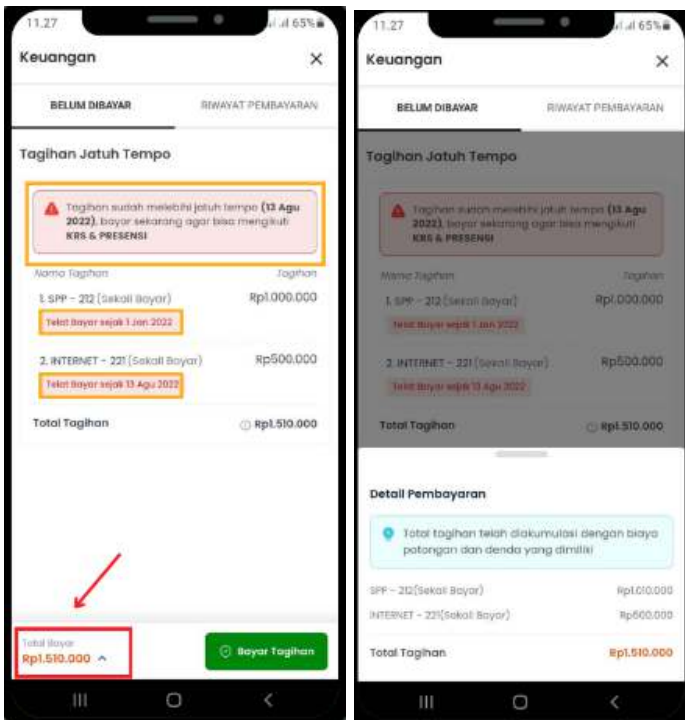 11.27
65%
Keuangan
BELUM DIBAYAR RIWAYAT PEMBAYARAN
Tagihan Jatuh Tempo
Tagihan sudah melebihi jatuh tempo (13 Agu
2022), bayar sekarang agar bisa mengikuti
KRS & PRESENSI
Nama Tagihan Tagihan
1. SPP - 212 (Sekali Bayar) Rp1.000.000
Telat Bayar sejak 1 Jan 2022
2. INTERNET - 221 (Sekali Bayar) Rp500.000
Telat Bayar sejak 13 Agu 2022
Total Tagihan Rp1.510.000
Total Bayar
Rp1.510.000
Bayar Tagihan
11.27
65%
Keuangan
BELUM DIBAYAR RIWAYAT PEMBAYARAN
Tagihan Jatuh Tempo
Tagihan sudah melebihi jatuh tempo (13 Agu
2022), bayar sekarang agar bisa mengikuti
KRS & PRESENSI
Nama Tagihan Tagihan
1. SPP - 212 (Sekali Bayar) Rp1.000.000
Telat Bayar sejak 1 Jan 2022
2. INTERNET - 221 (Sekali Bayar) Rp500.000
Telat Bayar sejak 13 Agu 2022
Total Tagihan Rp1.510.000
Detail Pembayaran
Total tagihan telah diakumulasi dengan biaya
potongan dan denda yang dimiliki
SPP - 212(Sekali Bayar) Rp1.010.000
INTERNET - 221(Sekali Bayar)
Total Tagihan Rp1.510.000